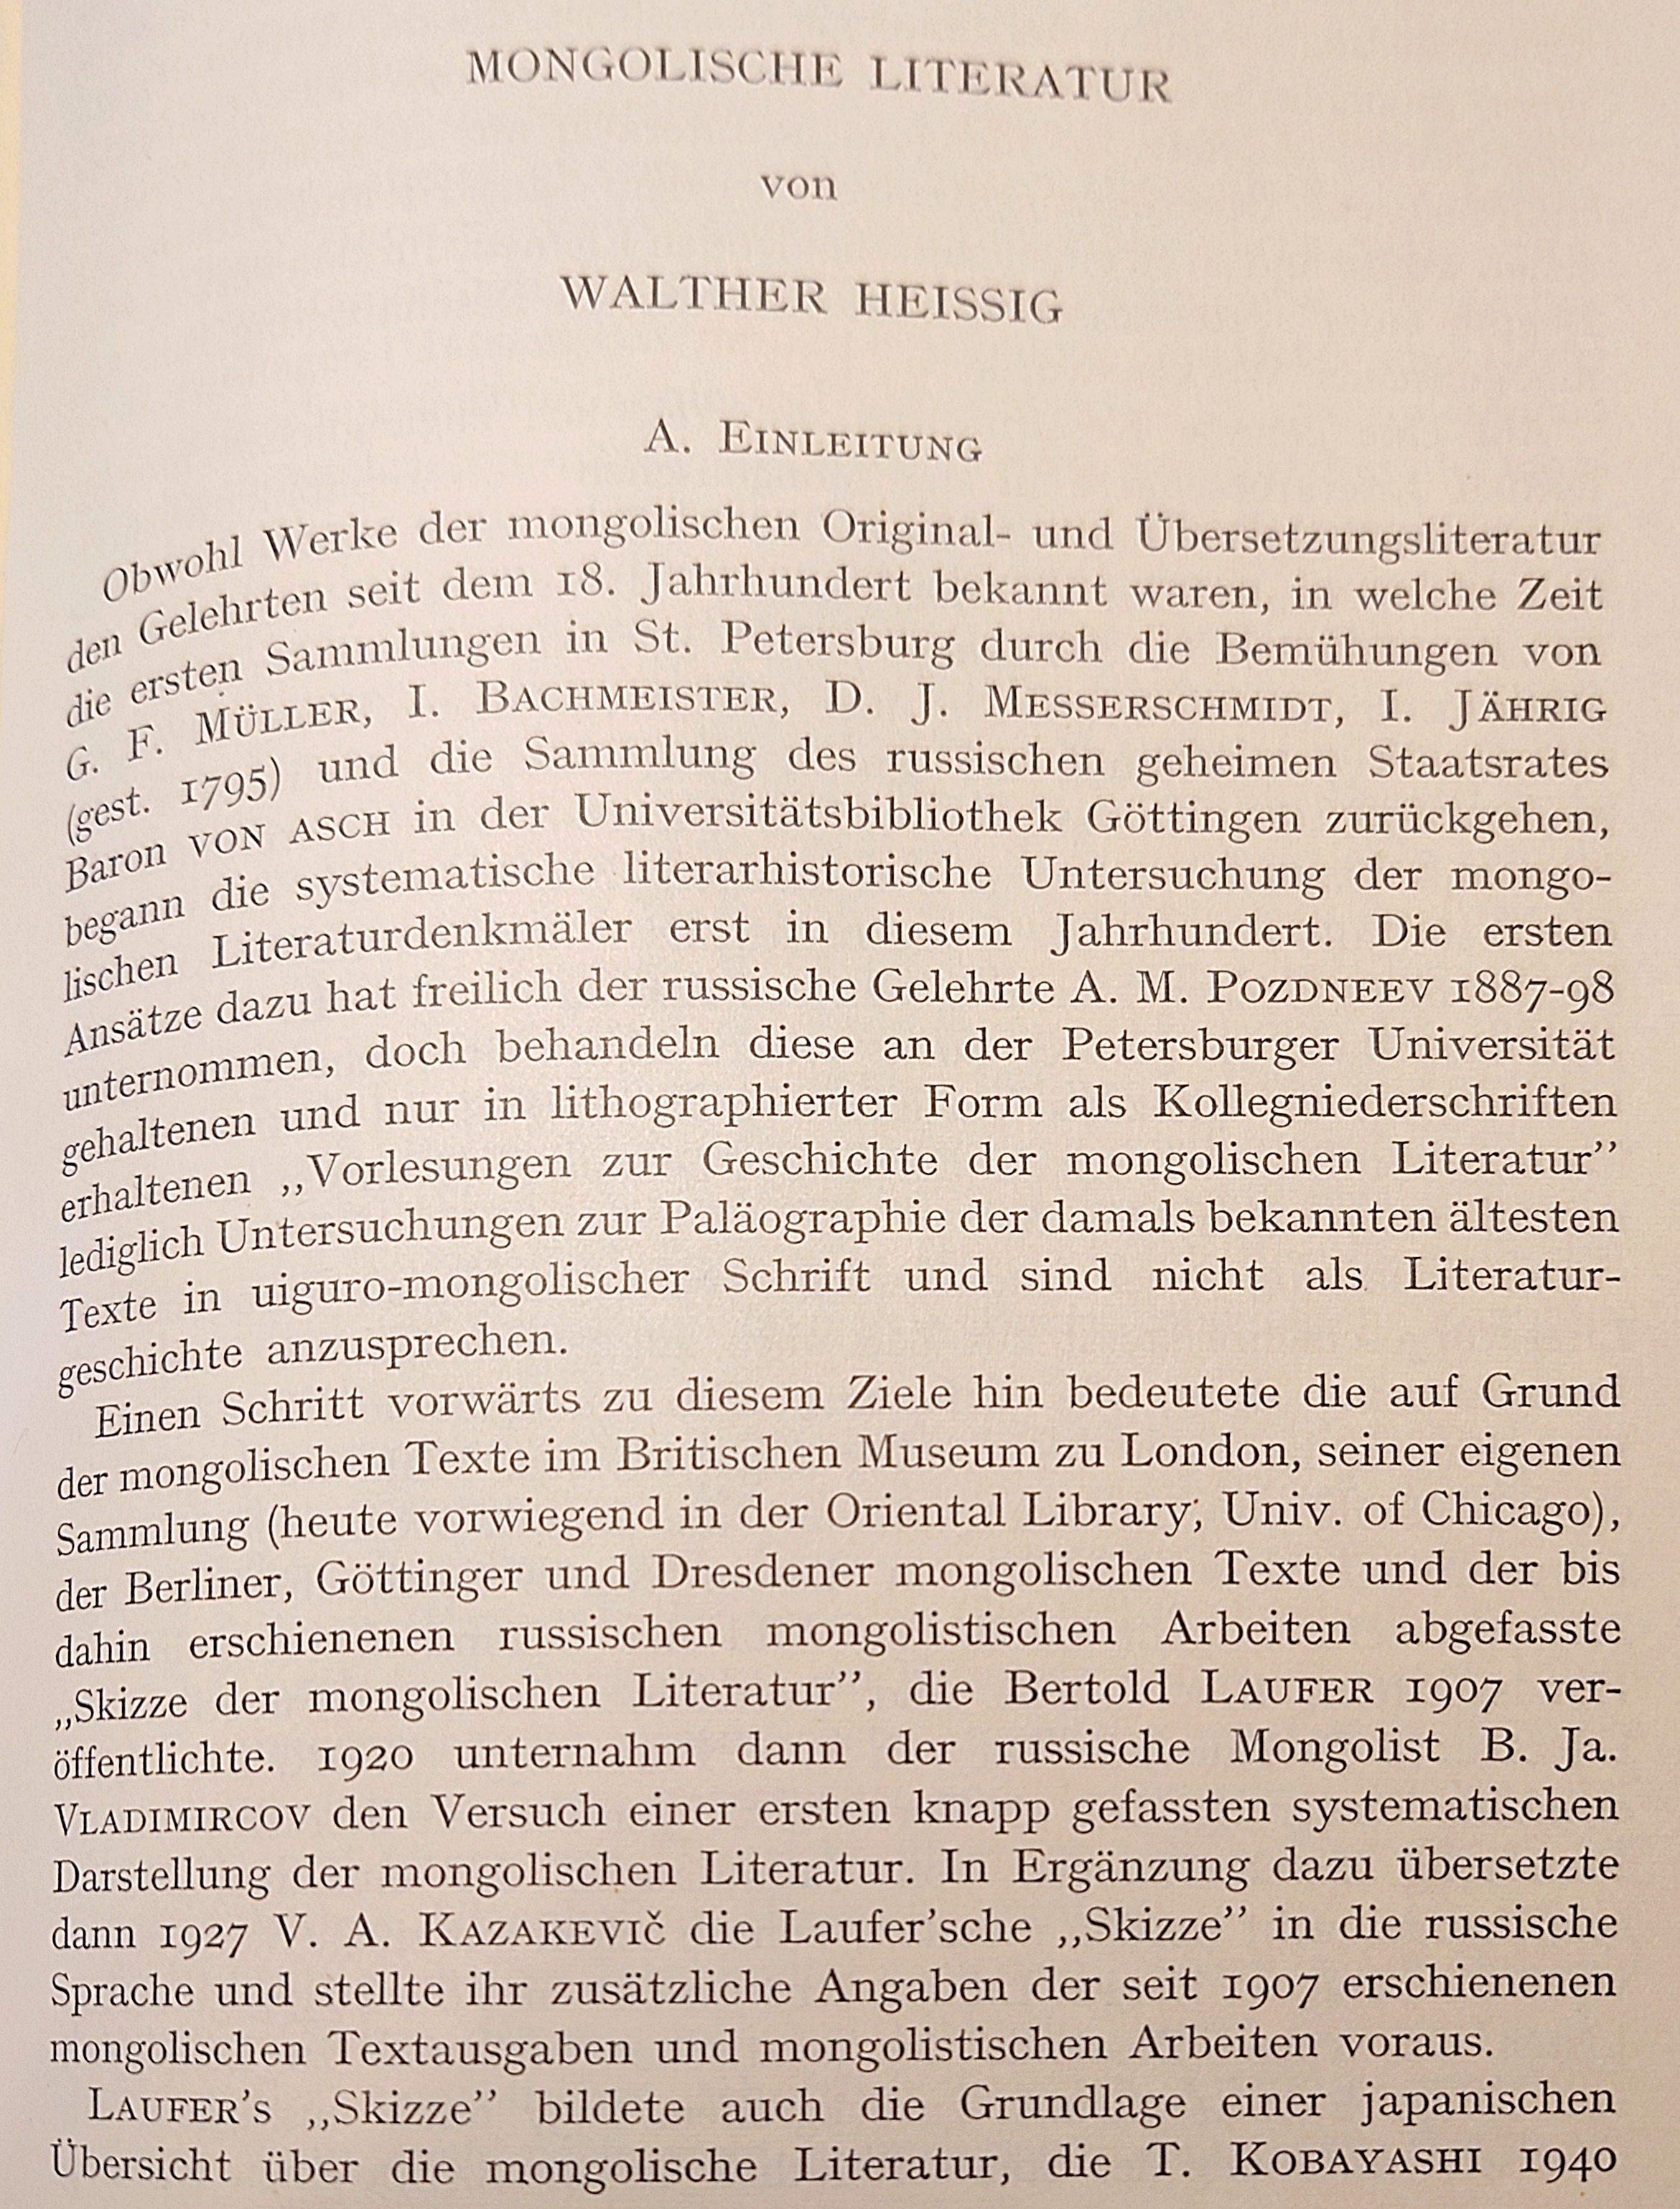 MONGOLISCHE LITERATUR
von
WALTHER HEISSIG
A. EINLEITUNG
Obwohl Werke der mongolischen Original- und Übersetzungsliteratur
den Gelehrten seit dem 18. Jahrhundert bekannt waren, in welche Zeit
die ersten Sammlungen in St. Petersburg durch die Bemühungen von
G. F. MÜLLER, I. BACHMEISTER, D. J. MESSERSCHMIDT, I. JÄHRIG
(gest. 1795) und die Sammlung des russischen geheimen Staatsrates
Baron VON ASCH in der Universitätsbibliothek Göttingen zurückgehen,
begann die systematische literarhistorische Untersuchung der mongo-
lischen Literaturdenkmäler erst in diesem Jahrhundert. Die ersten
Ansätze dazu hat freilich der russische Gelehrte A. M. POZDNEEV 1887-98
unternommen, doch behandeln diese an der Petersburger Universität
gehaltenen und nur in lithographierter Form als Kollegniederschriften
erhaltenen ,,Vorlesungen zur Geschichte der mongolischen Literatur’’
lediglich Untersuchungen zur Paläographie der damals bekannten ältesten
Texte in uiguro-mongolischer Schrift und sind nicht als Literatur-
geschichte anzusprechen.
Einen Schritt vorwärts zu diesem Ziele hin bedeutete die auf Grund
der mongolischen Texte im Britischen Museum zu London, seiner eigenen
Sammlung (heute vorwiegend in der Oriental Library, Univ. of Chicago),
der Berliner, Göttinger und Dresdener mongolischen Texte und der bis
dahin erschienenen russischen mongolistischen Arbeiten abgefasste
,,Skizze der mongolischen Literatur’’, die Bertold LAUFER 1907 ver-
öffentlichte. 1920 unternahm dann der russische Mongolist B. Ja.
VLADIMIRCOV den Versuch einer ersten knapp gefassten systematischen
Darstellung der mongolischen Literatur. In Ergänzung dazu übersetzte
dann 1927 V. A. KAZAKEVIČ die Laufer’sche ,,Skizze’’ in die russische
Sprache und stellte ihr zusätzliche Angaben der seit 1907 erschienenen
mongolischen Textausgaben und mongolistischen Arbeiten voraus.
LAUFER’S ,,Skizze’’ bildete auch die Grundlage einer japanischen
Übersicht über die mongolische Literatur, die T. KOBAYASHI 1940